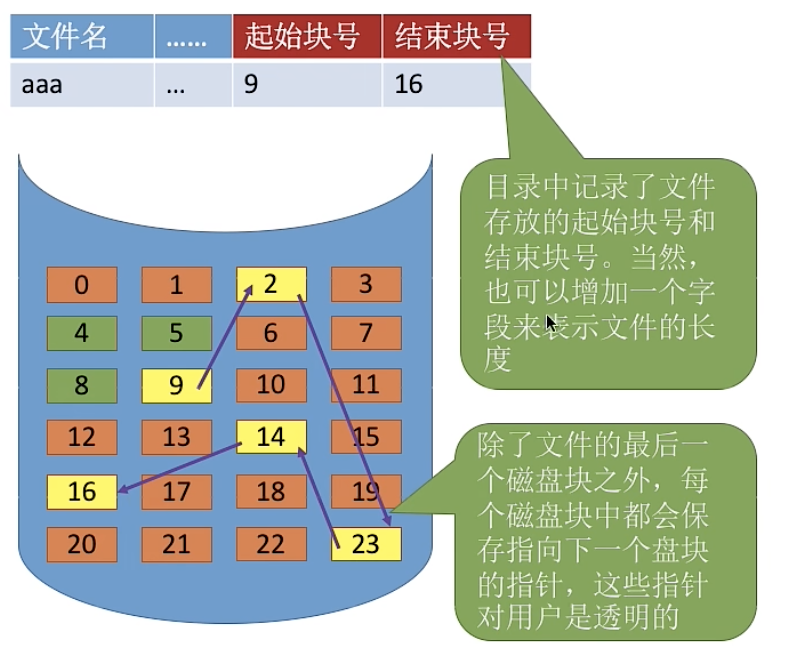 文件名 …… 起始块号 结束块号
aaa ... 9 16
目录中记录了文件
存放的起始块号和
结束块号。当然，
也可以增加一个字
段来表示文件的长
度
0 1 2 3
4 5 6 7
8 9 10 11
12 13 14 15
16 17 18 19
20 21 22 23
除了文件的最后一
个磁盘块之外，每
个磁盘块中都会保
存指向下一个盘块
的指针，这些指针
对用户是透明的